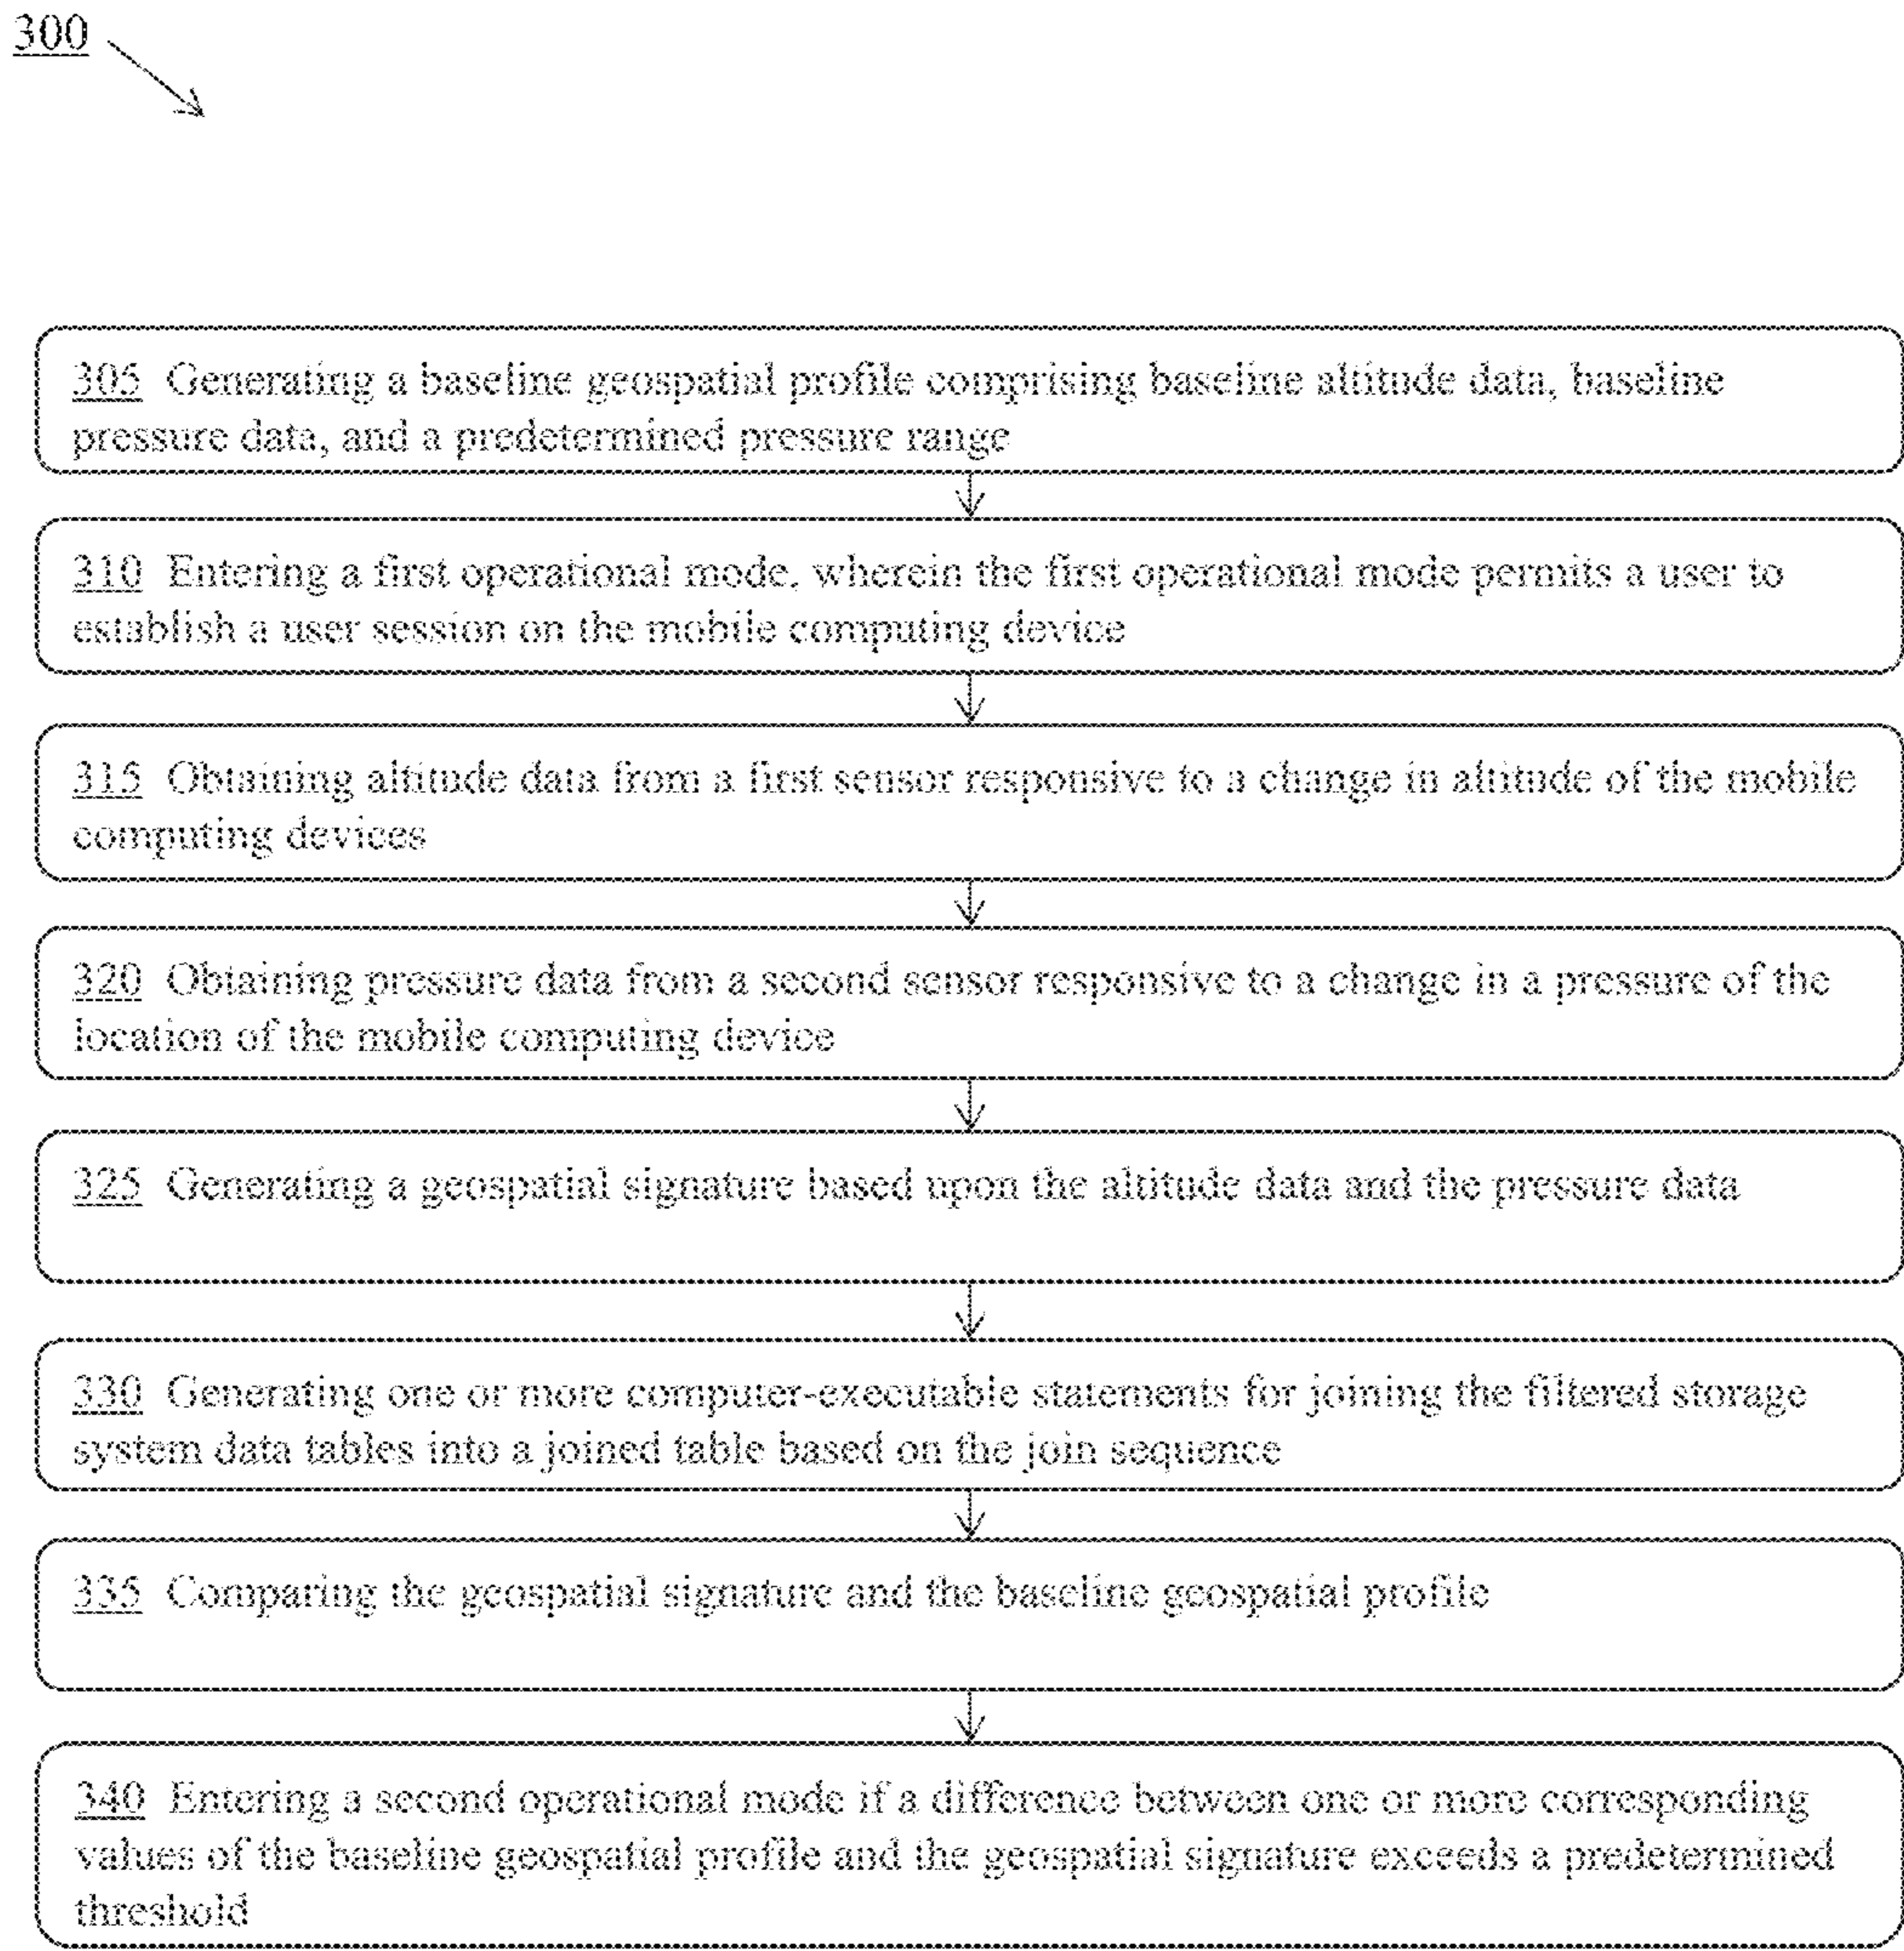 300
305 Generating a baseline geospatial profile comprising baseline altitude data, baseline
pressure data, and a predetermined pressure range
310 Entering a first operational mode, wherein the first operational mode permits a user to
establish a user session on the mobile computing device
315 Obtaining altitude data from a first sensor responsive to a change in altitude of the mobile
computing devices
320 Obtaining pressure data from a second sensor responsive to a change in a pressure of the
location of the mobile computing device
325 Generating a geospatial signature based upon the altitude data and the pressure data
330 Generating one or more computer-executable statements for joining the filtered storage
system data tables into a joined table based on the join sequence
335 Comparing the geospatial signature and the baseline geospatial profile
340 Entering a second operational mode if a difference between one or more corresponding
values of the baseline geospatial profile and the geospatial signature exceeds a predetermined
threshold